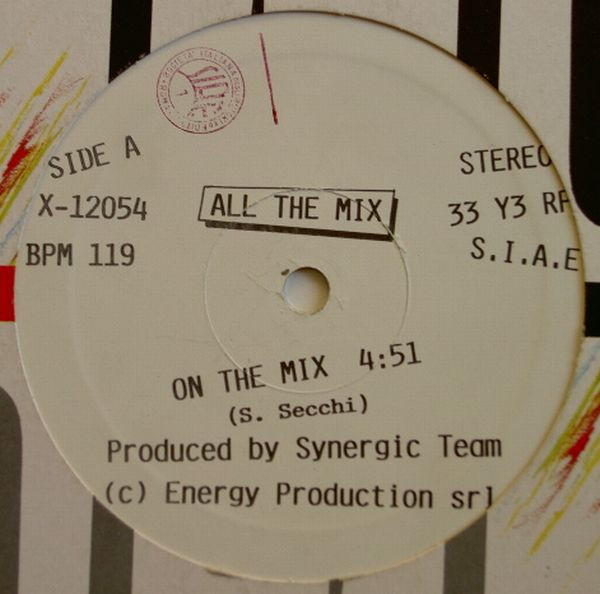 SIDE A
X-12054
BPM 119
ALL THE MIX
STEREO
33 Y3 RP
S.I.A.E
ON THE MIX 4:51
(S. Secchi)
Produced by Synergic Team
(c) Energy Production srl